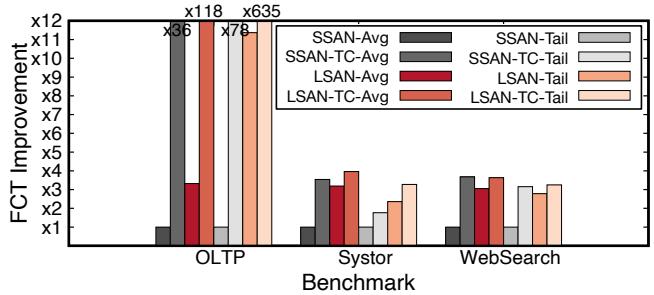 x118 x635
x36 x78
x12
x11
x10
x9
x8
x7
x6
x5
x4
x3
x2
x1
FCT Improvement
SSAN-Avg
SSAN-TC-Avg
LSAN-Avg
LSAN-TC-Avg
SSAN-Tail
SSAN-TC-Tail
LSAN-Tail
LSAN-TC-Tail
OLTP Systor WebSearch
Benchmark